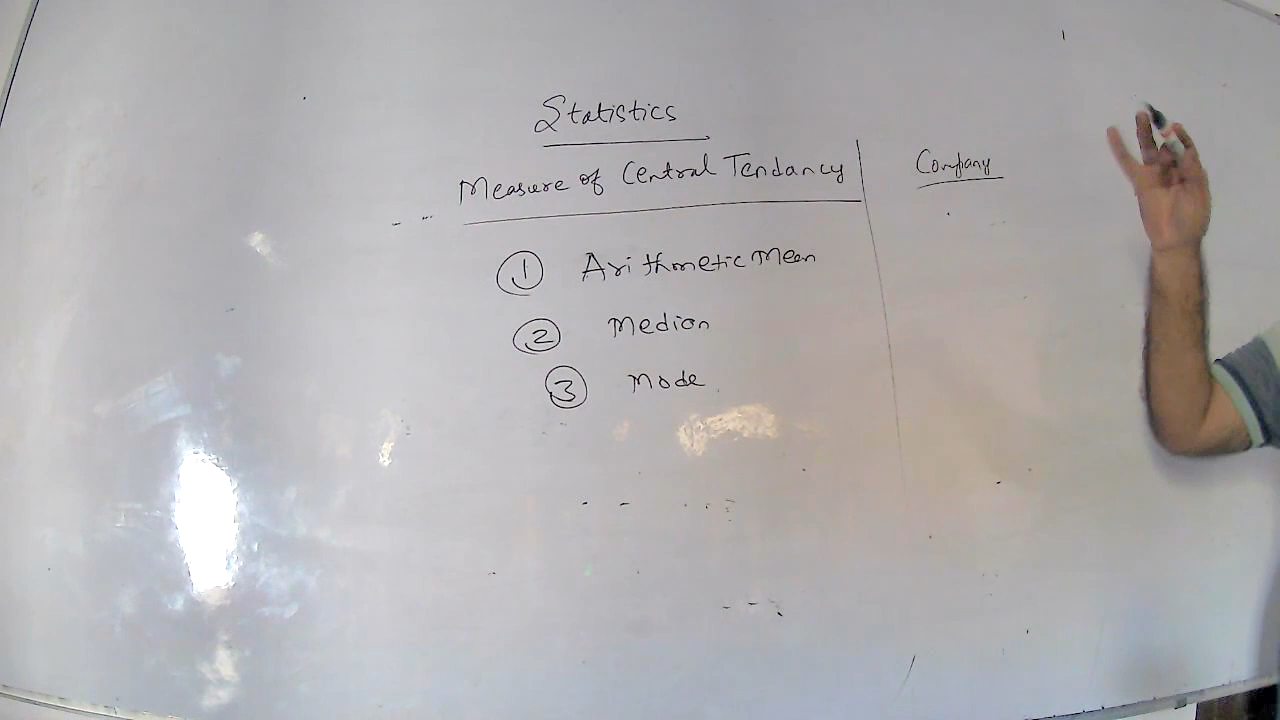 Statistics
Measure of Central Tendancy
Company
1 Arithmetic Mean
2 Median
3 Mode